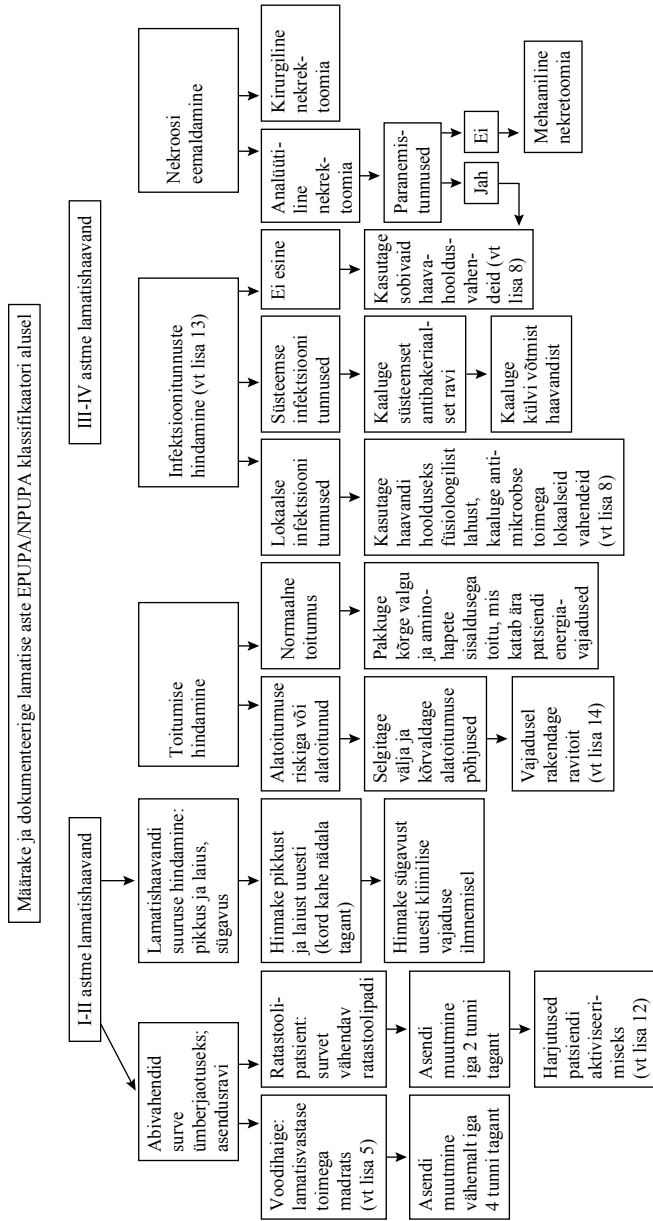 Määrake ja dokumenteerige lamatise aste EPUPA/NPUPA klassifikaatori alusel
I-II astme lamatishaavand
III-IV astme lamatishaavand
Abivahendid
surve
ümberjaotuseks;
asendusravi
Voodihaige:
lamatisvastase
toimega
madrats
(vt lisa 5)
Asendi
muutmine
vähemalt iga
4 tunni tagant
Ratastooli-
patsient:
survet
vähendav
ratastoolipadi
Asendi
muutmine
iga 2 tunni
tagant
Harjutused
patsiendi
aktiviseeri-
miseks
(vt lisa 12)
Lamatishaavandi
suuruse hindamine:
pikkus ja laius,
sügavus
Hinnake pikkust
ja laiust uuesti
(kord kahe nädala
tagant)
Hinnake sügavust
uuesti kliinilise
vajaduse
ilmnemisel
Toitumise
hindamine
Alatoitumuse
riskiga või
alatoitunud
Selgitage
välja ja
kõrvaldage
alatoitumuse
põhjused
Vajadusel
rakendage
ravitoit
(vt lisa 14)
Normaalne
toitumus
Pakkuge
kõrge valgu
ja amino-
hapete
sisaldusega
toitu, mis
katab ära
patsiendi
energia-
vajadused
Infektsioonitunnuste
hindamine (vt lisa 13)
Lokaalse
infektsiooni
tunnused
Kasutage
haavandi
hoolduseks
füsioloogilist
lahust,
kaaluge anti-
mikroobse
toimega
lokaalseid
vahendeid
(vt lisa 8)
Süsteemse
infektsiooni
tunnused
Kaaluge
süsteemset
antibakeriaal-
set ravi
Kaaluge
külvi võtmist
haavandist
Ei esine
Kasutage
sobivaid
haava-
hooldus-
vahen-
deid (vt
lisa 8)
Nekroosi
eemaldamine
Analüüti-
line
nekrek-
toomia
Kirurgiline
nekrek-
toomia
Paranemis-
tunnused
Jah
Ei
Mehaaniline
nekretoomia